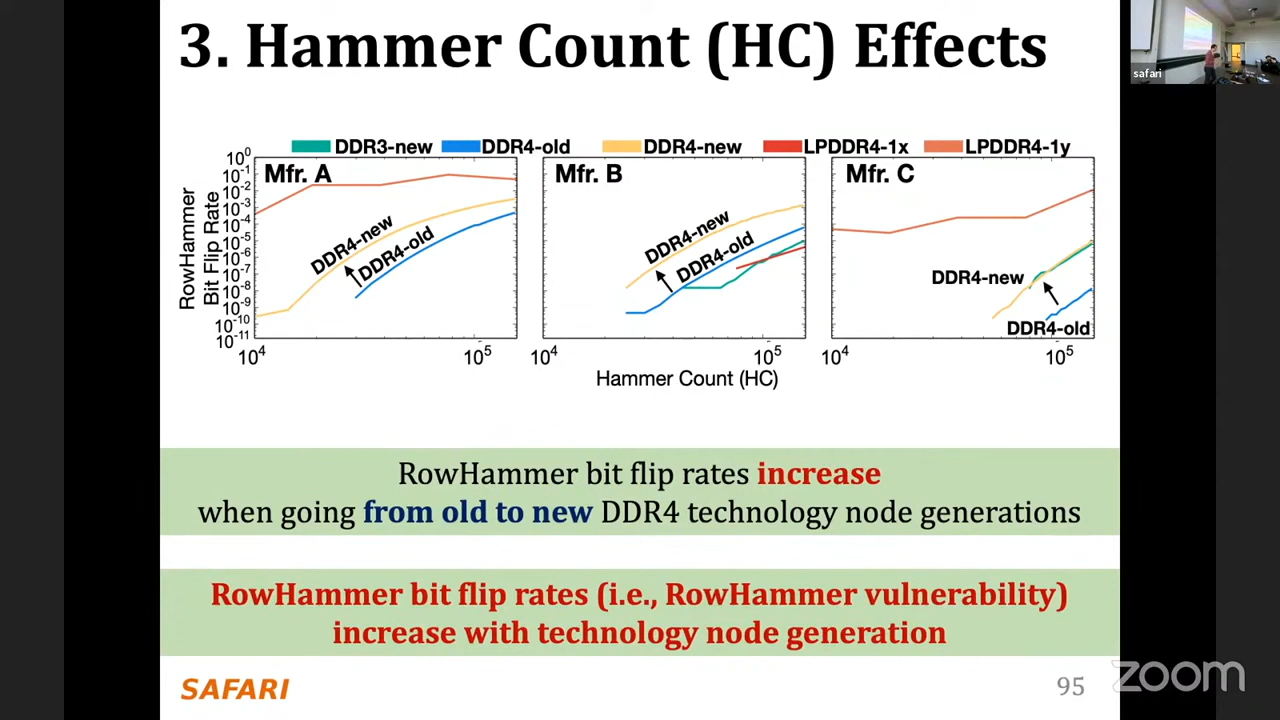 3. Hammer Count (HC) Effects
safari
DDR3-new DDR4-old DDR4-new LPDDR4-1x LPDDR4-1y
RowHammer
Bit Flip Rate
10^0
10^-1
10^-2
10^-3
10^-4
10^-5
10^-6
10^-7
10^-8
10^-9
10^-10
10^-11
Mfr. A
DDR4-new
DDR4-old
10^4 10^5
Mfr. B
DDR4-new
DDR4-old
10^4 10^5
Mfr. C
DDR4-new
DDR4-old
10^4 10^5
Hammer Count (HC)
RowHammer bit flip rates increase
when going from old to new DDR4 technology node generations
RowHammer bit flip rates (i.e., RowHammer vulnerability)
increase with technology node generation
SAFARI
95
zoom